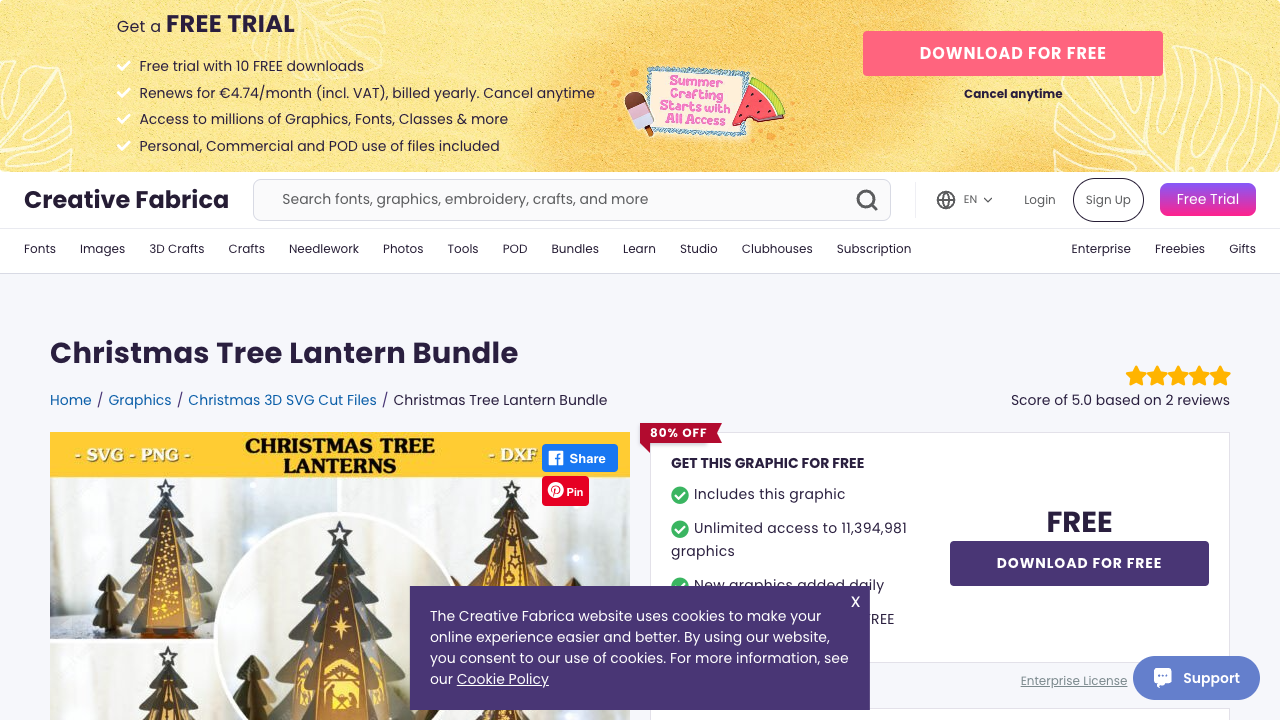 Get a FREE TRIAL
Free trial with 10 FREE downloads
Renews for €4.74/month (incl. VAT), billed yearly. Cancel anytime
Access to millions of Graphics, Fonts, Classes & more
Personal, Commercial and POD use of files included
Summer
Crafting
Starts with
All Access
DOWNLOAD FOR FREE
Cancel anytime
Creative Fabrica
Search fonts, graphics, embroidery, crafts, and more
EN
Login
Sign Up
Free Trial
Fonts Images 3D Crafts Crafts Needlework Photos Tools POD Bundles Learn Studio Clubhouses Subscription Enterprise Freebies Gifts
Christmas Tree Lantern Bundle
Home / Graphics / Christmas 3D SVG Cut Files / Christmas Tree Lantern Bundle
Score of 5.0 based on 2 reviews
- SVG - PNG -
CHRISTMAS TREE
LANTERNS
- DXF
Share
Pin
80% OFF
GET THIS GRAPHIC FOR FREE
Includes this graphic
Unlimited access to 11,394,981
graphics
New graphics added daily
FREE
DOWNLOAD FOR FREE
X
The Creative Fabrica website uses cookies to make your
online experience easier and better. By using our website,
you consent to our use of cookies. For more information, see
our Cookie Policy
Enterprise License
Support